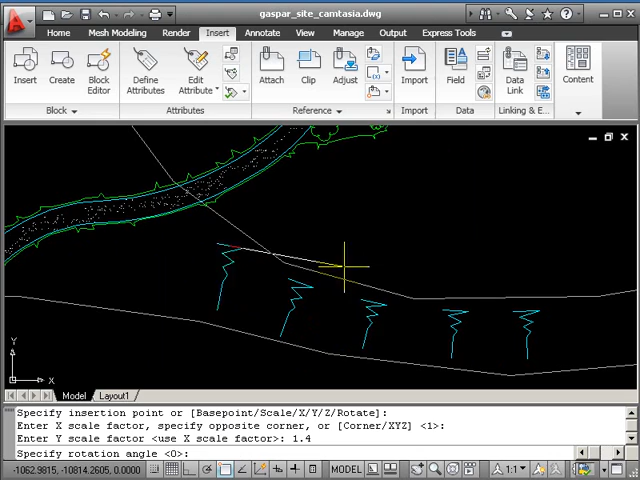 gaspar_site_camtasia.dwg
Home Mesh Modeling Render Insert Annotate View Manage Output Express Tools
Insert Create Block Editor Define Attributes Edit Attributes Attach Clip Adjust Import Field Data Link Content
Block Attributes Reference Import Data Linking & E...
Y
X
Model Layout1
Specify insertion point or [Basepoint/Scale/X/Y/Z/Rotate]:
Enter X scale factor, specify opposite corner, or [Corner/XYZ] <1>:
Enter Y scale factor <use X scale factor>: 1.4
Specify rotation angle <0>:
-1062.9815, -10814.2605, 0.0000 MODEL 1:1